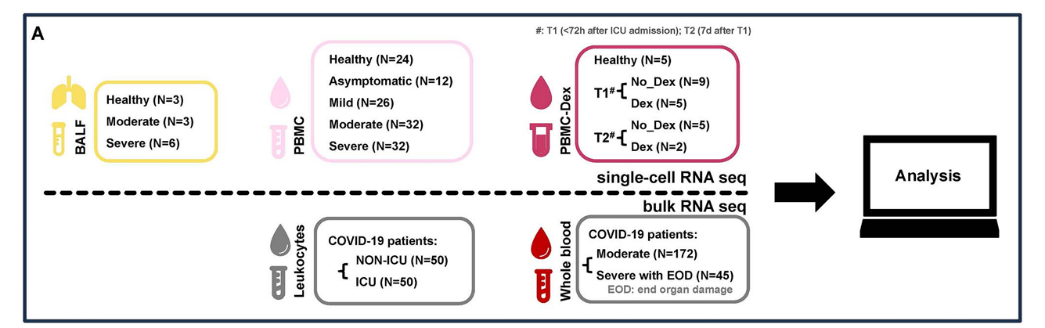 A
#: T1 (<72h after ICU admission); T2 (7d after T1)
BALF
Healthy (N=3)
Moderate (N=3)
Severe (N=6)
PBMC
Healthy (N=24)
Asymptomatic (N=12)
Mild (N=26)
Moderate (N=32)
Severe (N=32)
PBMC-Dex
Healthy (N=5)
T1#
No_Dex (N=9)
Dex (N=5)
T2#
No_Dex (N=5)
Dex (N=2)
single-cell RNA seq
bulk RNA seq
Leukocytes
COVID-19 patients:
NON-ICU (N=50)
ICU (N=50)
Whole blood
COVID-19 patients:
Moderate (N=172)
Severe with EOD (N=45)
EOD: end organ damage
Analysis